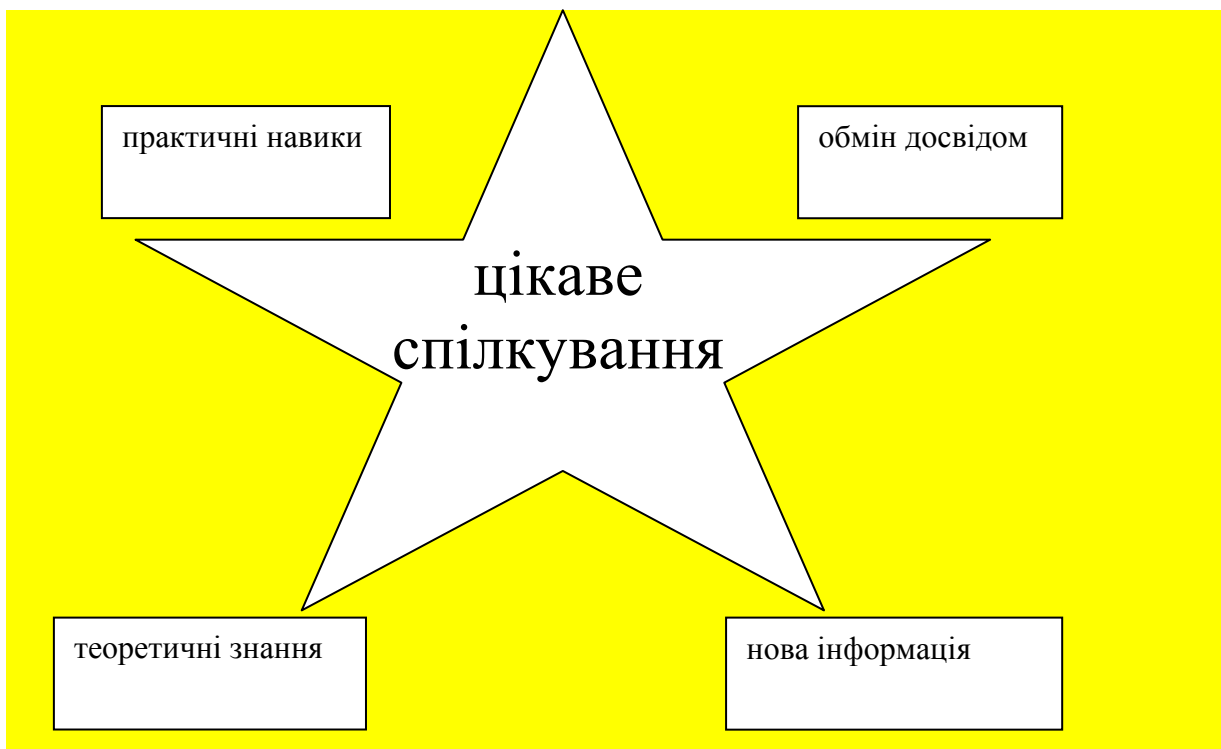 практичні навики
обмін досвідом
цікаве
спілкування
теоретичні знання
нова інформація